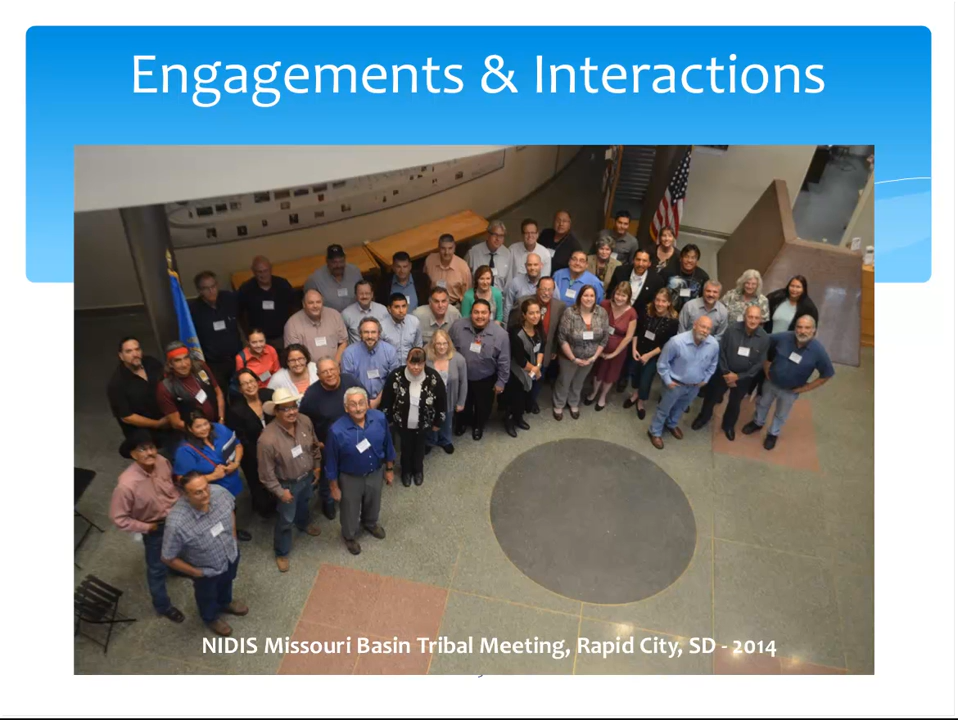 Engagements & Interactions
NIDIS Missouri Basin Tribal Meeting, Rapid City, SD - 2014